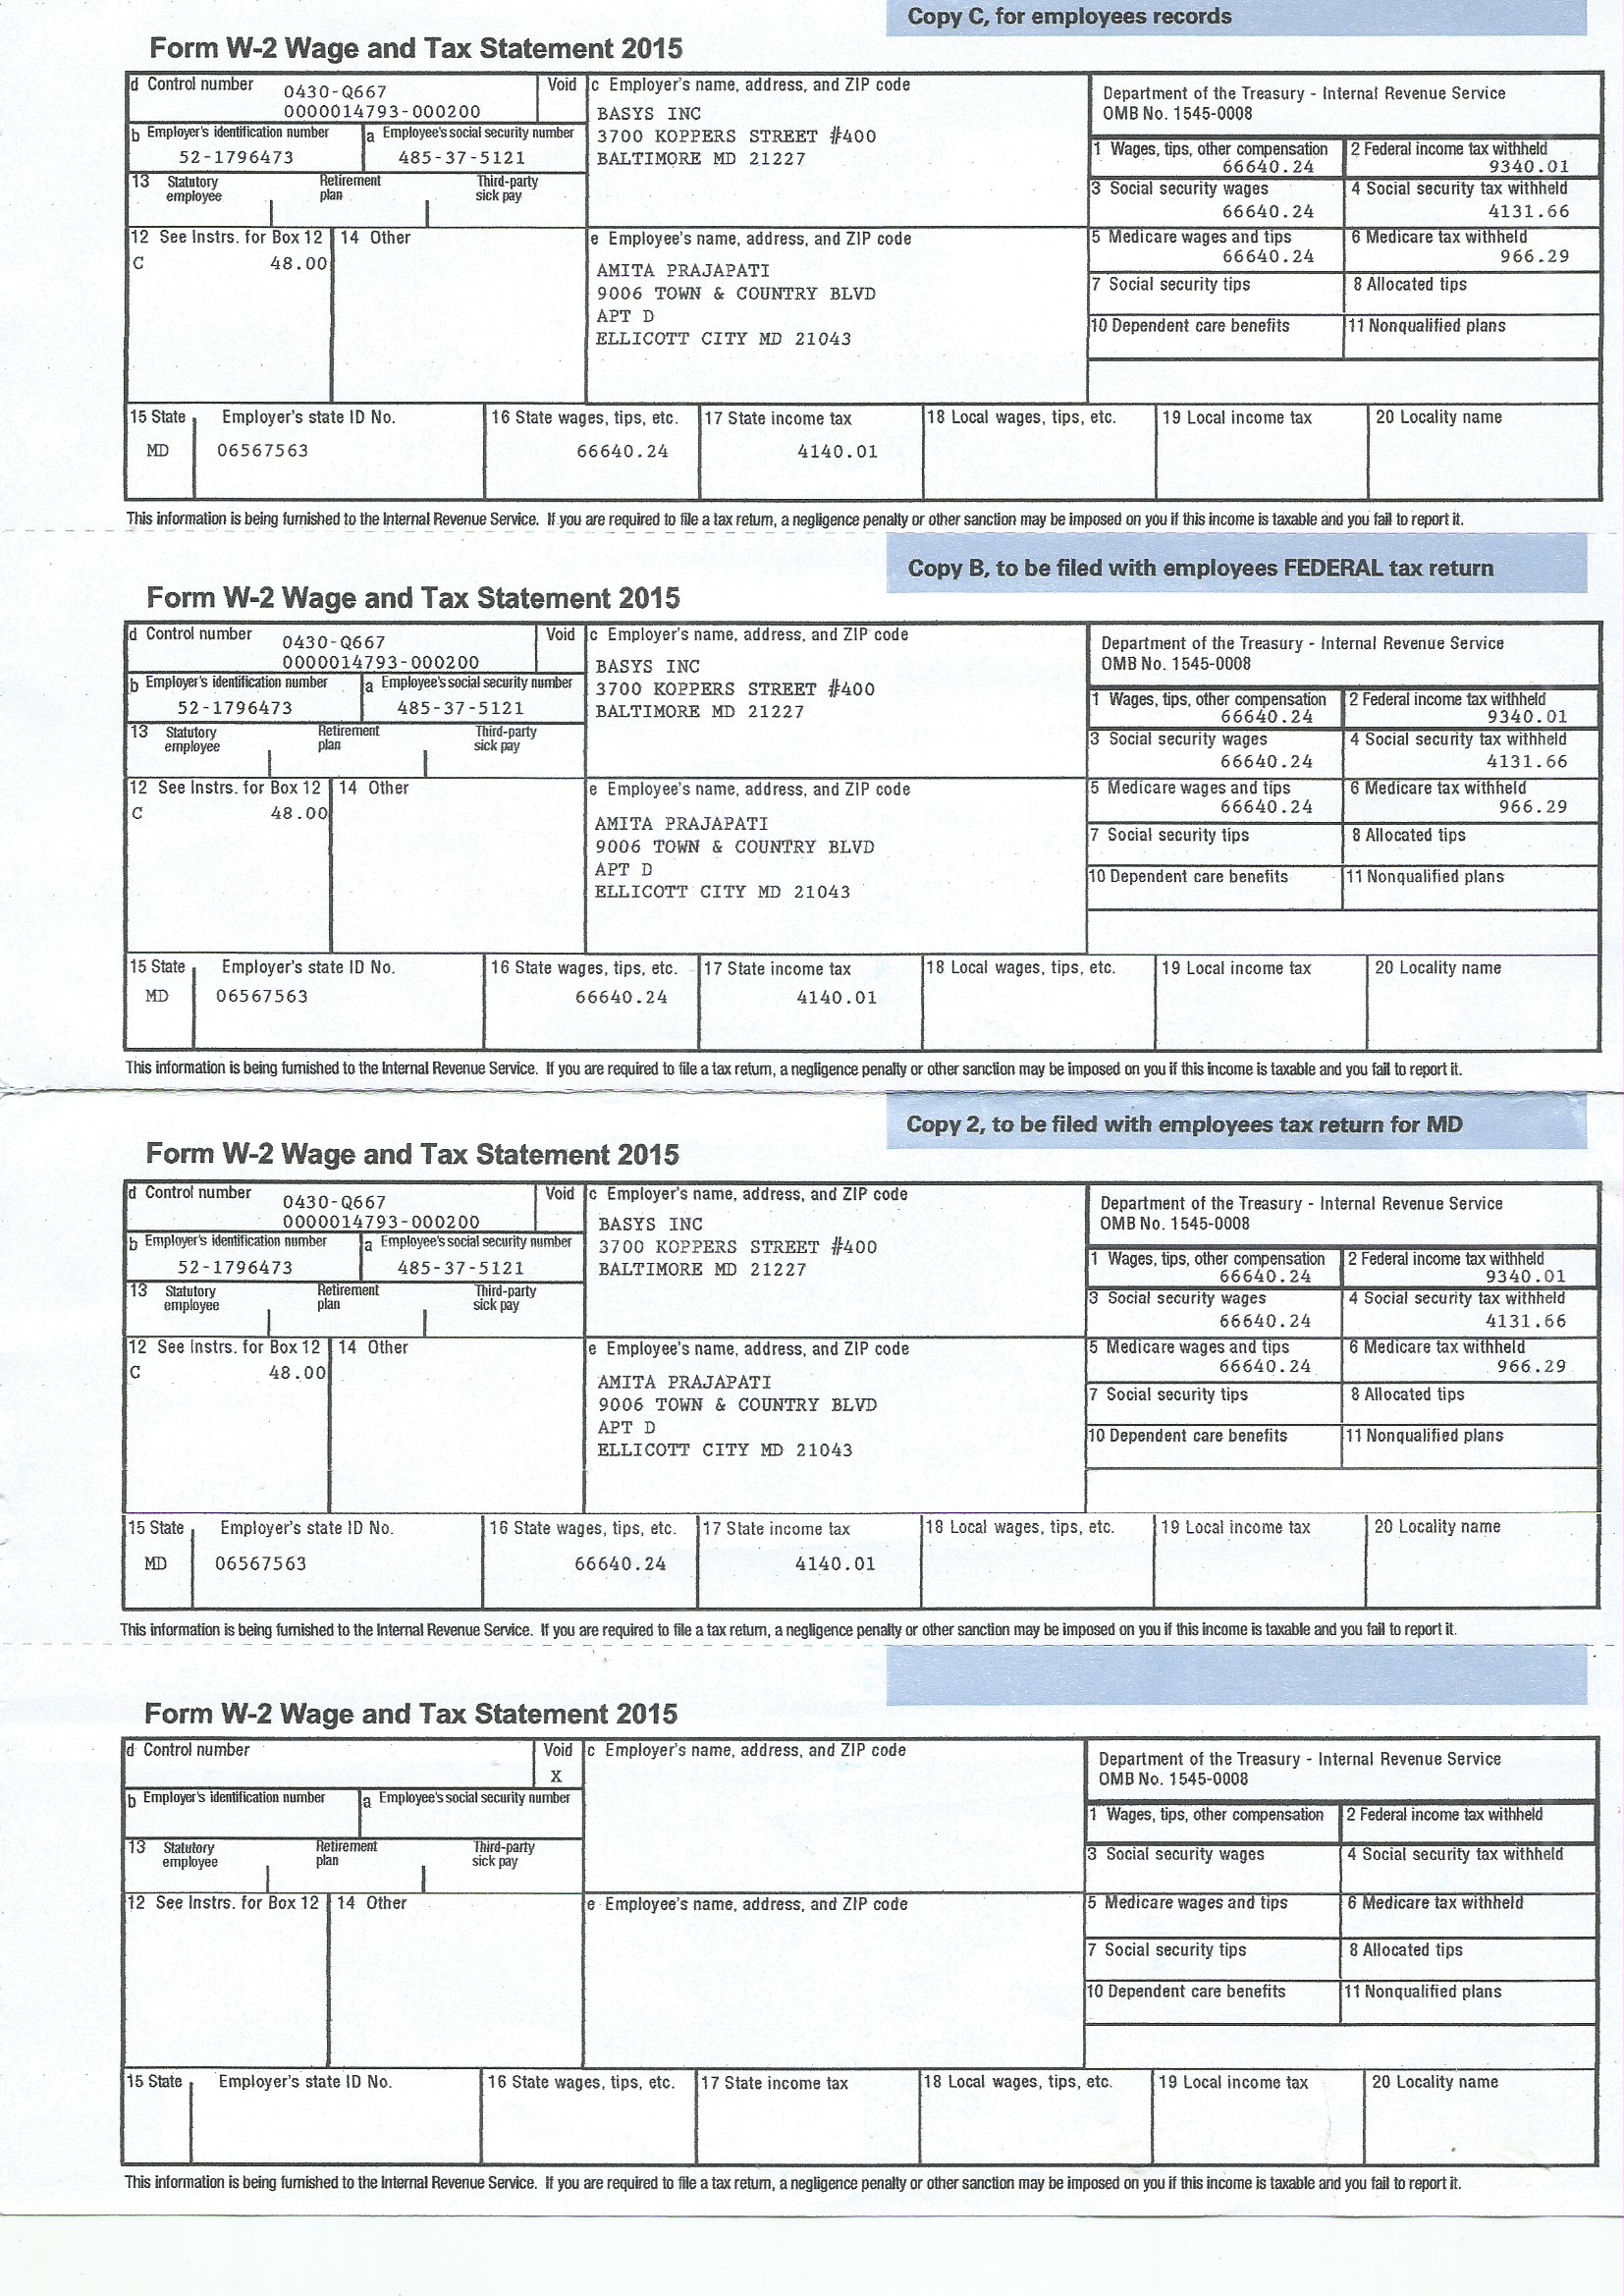 Copy C, for employees records
Form W-2 Wage and Tax Statement 2015
d Control number 0430-Q667 Void c Employer's name, address, and ZIP code Department of the Treasury - Internal Revenue Service
0000014793-000200 BASYS INC OMB No. 1545-0008
b Employer's identification number a Employee's social security number 3700 KOPPERS STREET #400
52-1796473 485-37-5121 BALTIMORE MD 21227 1 Wages, tips, other compensation 2 Federal income tax withheld
66640.24 9340.01
13 Statutory employee Retirement plan Third-party sick pay 3 Social security wages 4 Social security tax withheld
66640.24 4131.66
12 See Instrs. for Box 12 14 Other e Employee's name, address, and ZIP code 5 Medicare wages and tips 6 Medicare tax withheld
C 48.00 AMITA PRAJAPATI 66640.24 966.29
9006 TOWN & COUNTRY BLVD 7 Social security tips 8 Allocated tips
APT D
ELLICOTT CITY MD 21043 10 Dependent care benefits 11 Nonqualified plans
15 State Employer's state ID No. 16 State wages, tips, etc. 17 State income tax 18 Local wages, tips, etc. 19 Local income tax 20 Locality name
MD 06567563 66640.24 4140.01
This information is being furnished to the Internal Revenue Service. If you are required to file a tax return, a negligence penalty or other sanction may be imposed on you if this income is taxable and you fail to report it.
Copy B, to be filed with employees FEDERAL tax return
Form W-2 Wage and Tax Statement 2015
d Control number 0430-Q667 Void c Employer's name, address, and ZIP code Department of the Treasury - Internal Revenue Service
0000014793-000200 BASYS INC OMB No. 1545-0008
b Employer's identification number a Employee's social security number 3700 KOPPERS STREET #400
52-1796473 485-37-5121 BALTIMORE MD 21227 1 Wages, tips, other compensation 2 Federal income tax withheld
66640.24 9340.01
13 Statutory employee Retirement plan Third-party sick pay 3 Social security wages 4 Social security tax withheld
66640.24 4131.66
12 See Instrs. for Box 12 14 Other e Employee's name, address, and ZIP code 5 Medicare wages and tips 6 Medicare tax withheld
C 48.00 AMITA PRAJAPATI 66640.24 966.29
9006 TOWN & COUNTRY BLVD 7 Social security tips 8 Allocated tips
APT D
ELLICOTT CITY MD 21043 10 Dependent care benefits 11 Nonqualified plans
15 State Employer's state ID No. 16 State wages, tips, etc. 17 State income tax 18 Local wages, tips, etc. 19 Local income tax 20 Locality name
MD 06567563 66640.24 4140.01
This information is being furnished to the Internal Revenue Service. If you are required to file a tax return, a negligence penalty or other sanction may be imposed on you if this income is taxable and you fail to report it.
Copy 2, to be filed with employees tax return for MD
Form W-2 Wage and Tax Statement 2015
d Control number 0430-Q667 Void c Employer's name, address, and ZIP code Department of the Treasury - Internal Revenue Service
0000014793-000200 BASYS INC OMB No. 1545-0008
b Employer's identification number a Employee's social security number 3700 KOPPERS STREET #400
52-1796473 485-37-5121 BALTIMORE MD 21227 1 Wages, tips, other compensation 2 Federal income tax withheld
66640.24 9340.01
13 Statutory employee Retirement plan Third-party sick pay 3 Social security wages 4 Social security tax withheld
66640.24 4131.66
12 See Instrs. for Box 12 14 Other e Employee's name, address, and ZIP code 5 Medicare wages and tips 6 Medicare tax withheld
C 48.00 AMITA PRAJAPATI 66640.24 966.29
9006 TOWN & COUNTRY BLVD 7 Social security tips 8 Allocated tips
APT D
ELLICOTT CITY MD 21043 10 Dependent care benefits 11 Nonqualified plans
15 State Employer's state ID No. 16 State wages, tips, etc. 17 State income tax 18 Local wages, tips, etc. 19 Local income tax 20 Locality name
MD 06567563 66640.24 4140.01
This information is being furnished to the Internal Revenue Service. If you are required to file a tax return, a negligence penalty or other sanction may be imposed on you if this income is taxable and you fail to report it.
Form W-2 Wage and Tax Statement 2015
d Control number Void c Employer's name, address, and ZIP code Department of the Treasury - Internal Revenue Service
X OMB No. 1545-0008
b Employer's identification number a Employee's social security number 1 Wages, tips, other compensation 2 Federal income tax withheld
13 Statutory employee Retirement plan Third-party sick pay 3 Social security wages 4 Social security tax withheld
12 See Instrs. for Box 12 14 Other e Employee's name, address, and ZIP code 5 Medicare wages and tips 6 Medicare tax withheld
7 Social security tips 8 Allocated tips
10 Dependent care benefits 11 Nonqualified plans
15 State Employer's state ID No. 16 State wages, tips, etc. 17 State income tax 18 Local wages, tips, etc. 19 Local income tax 20 Locality name
This information is being furnished to the Internal Revenue Service. If you are required to file a tax return, a negligence penalty or other sanction may be imposed on you if this income is taxable and you fail to report it.